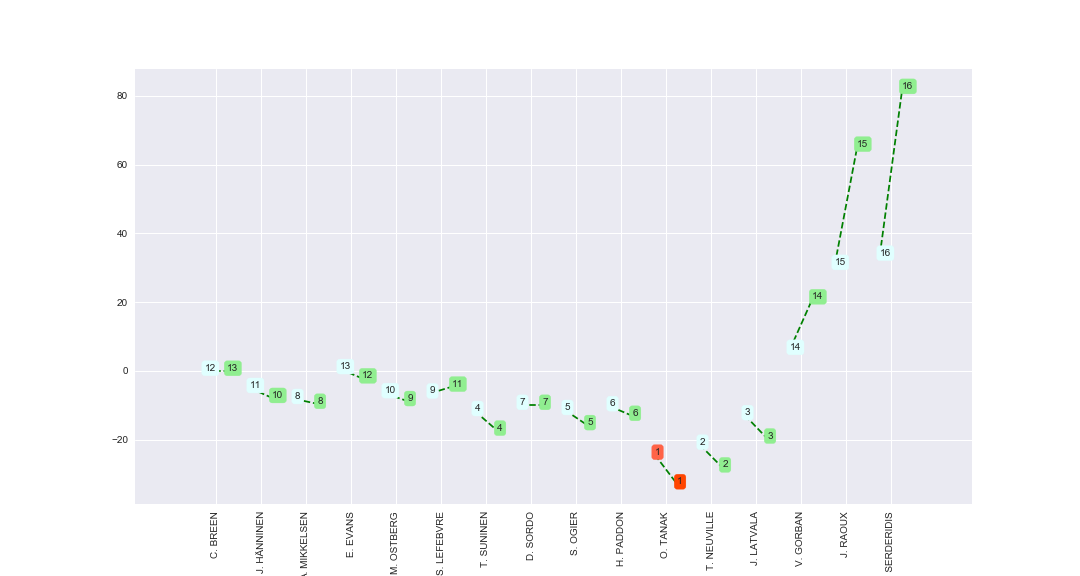 80
60
40
20
0
−20
12
13
11
10
8
8
13
12
10
9
9
11
4
4
7
7
5
5
6
6
1
1
2
2
3
3
14
14
15
15
16
16
C. BREEN
J. HÄNNINEN
MIKKELSEN
E. EVANS
M. OSTBERG
S. LEFEBVRE
T. SUNINEN
D. SORDO
S. OGIER
H. PADDON
O. TANAK
T. NEUVILLE
J. LATVALA
V. GORBAN
J. RAOUX
SERDERIDIS